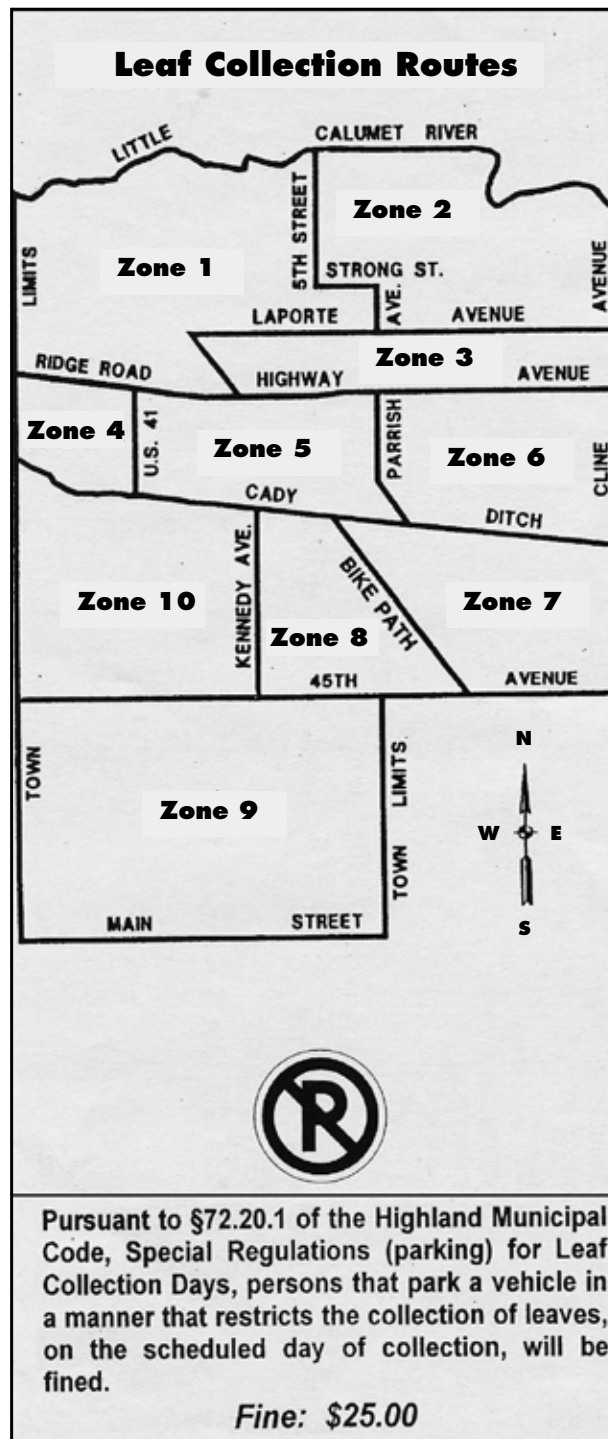 Leaf Collection Routes
LITTLE
CALUMET RIVER
5TH STREET
Zone 2
LIMITS
Zone 1
STRONG ST.
AVENUE
LAPORTE
AVE.
AVENUE
RIDGE ROAD
Zone 3
HIGHWAY
AVENUE
Zone 4
U.S. 41
Zone 5
PARRISH
Zone 6
CLINE
CADY
DITCH
KENNEDY AVE.
BIKE PATH
Zone 10
Zone 7
Zone 8
45TH
AVENUE
TOWN
LIMITS
N
Zone 9
W
E
TOWN
S
MAIN
STREET
P
Pursuant to §72.20.1 of the Highland Municipal
Code, Special Regulations (parking) for Leaf
Collection Days, persons that park a vehicle in
a manner that restricts the collection of leaves,
on the scheduled day of collection, will be
fined.
Fine: $25.00